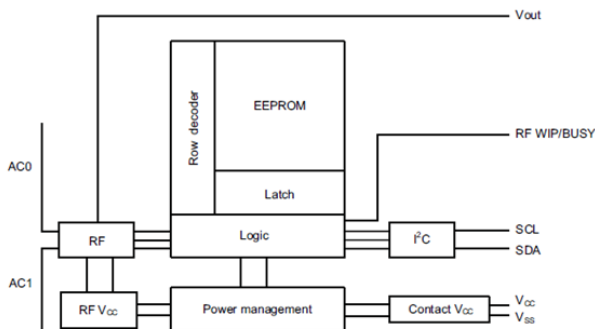 Vout
EEPROM
Row decoder
RF WIP/BUSY
AC0
Latch
RF
Logic
I²C
SCL
SDA
AC1
RF VCC
Power management
Contact VCC
VCC
VSS